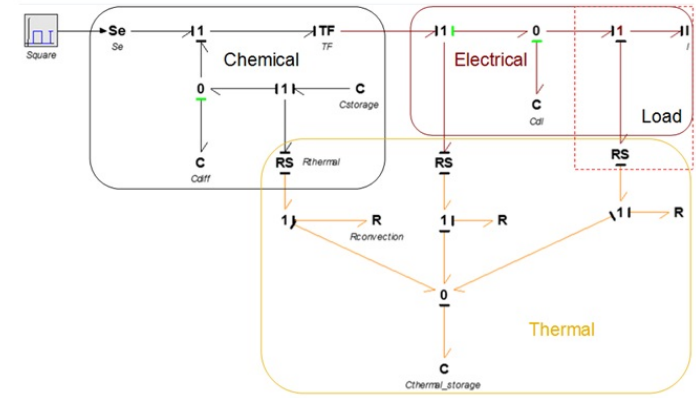 Se 1 TF 1 0 1 I
Square Se TF I
Chemical Electrical
0 1 C C
Cstorage Cdl
Load
C RS Rthermal RS RS
Cdiff
1 R 1 R 1 R
Rconvection
0
Thermal
C
Cthermal_storage